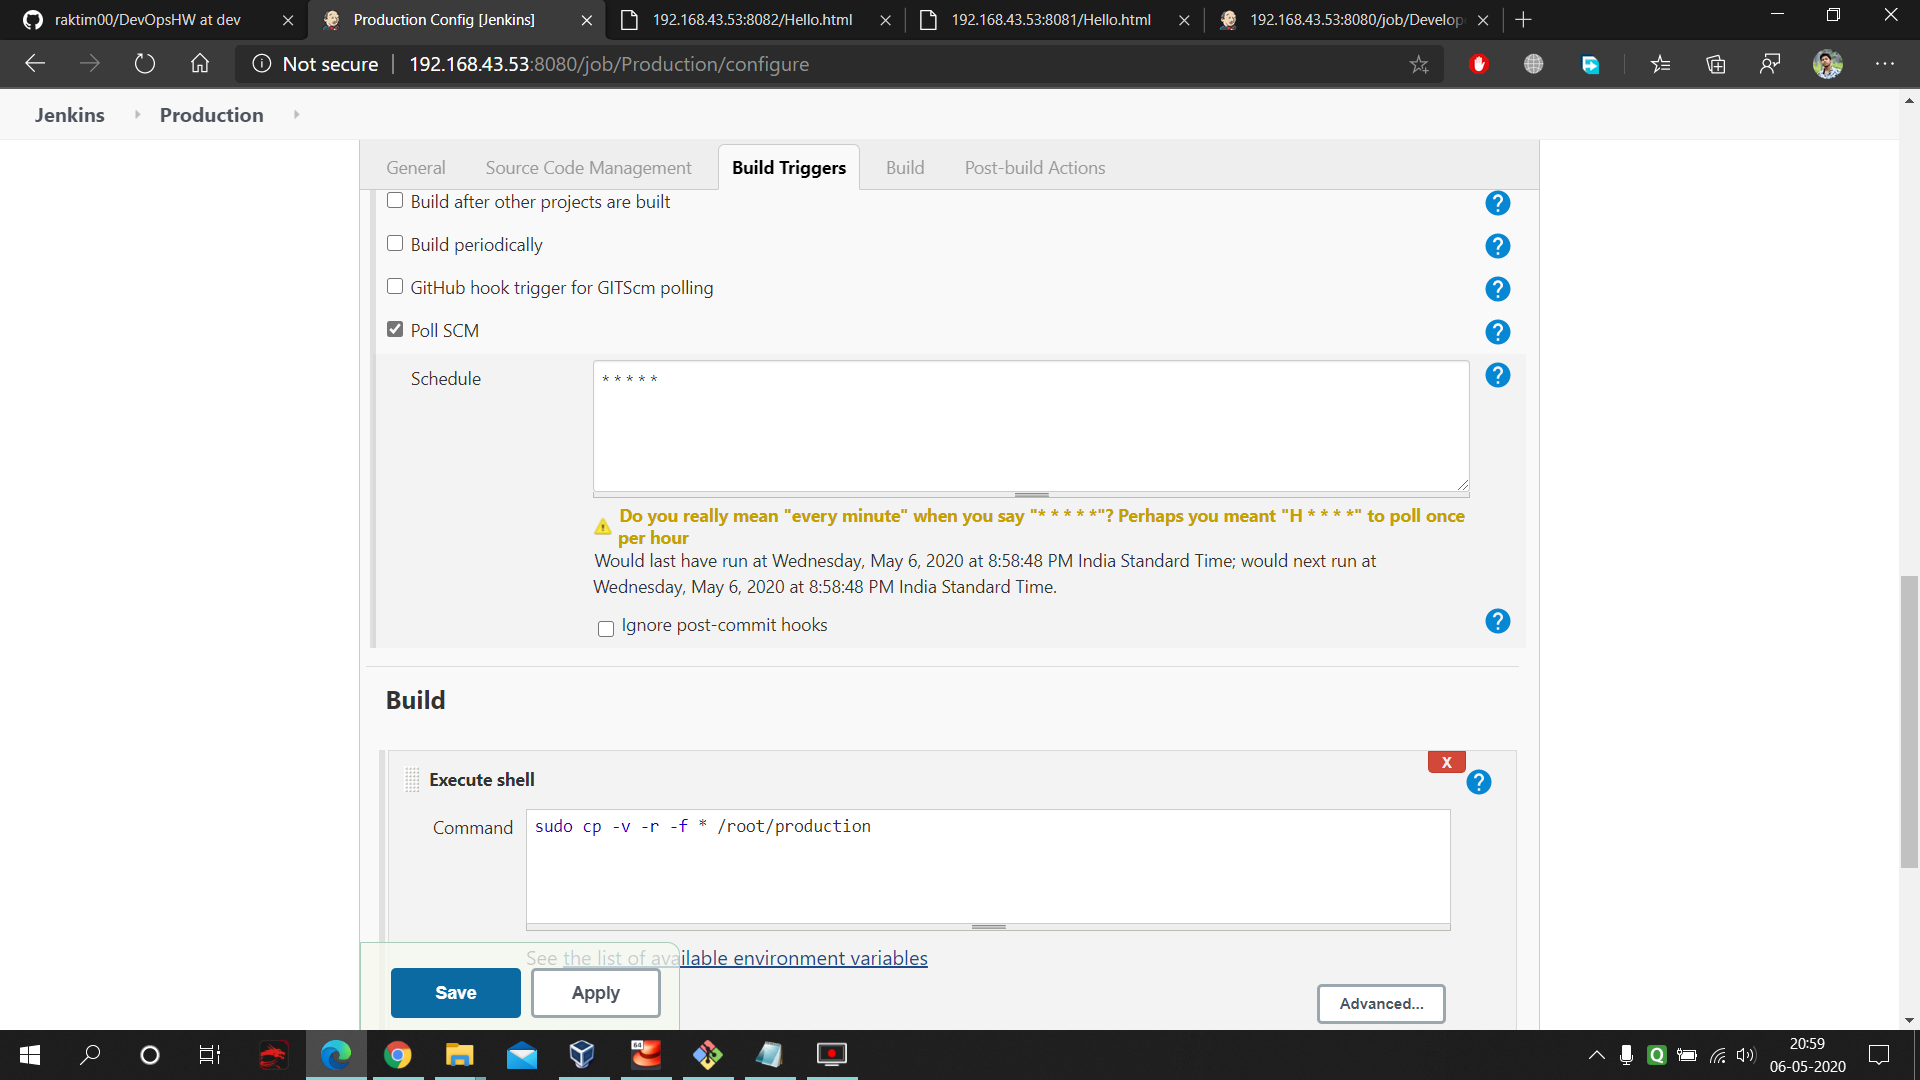 raktim00/DevOpsHW at dev
Production Config [Jenkins]
192.168.43.53:8082/Hello.html
192.168.43.53:8081/Hello.html
192.168.43.53:8080/job/Develop
Not secure
192.168.43.53:8080/job/Production/configure
Jenkins
Production
General
Source Code Management
Build Triggers
Build
Post-build Actions
Build after other projects are built
Build periodically
GitHub hook trigger for GITScm polling
Poll SCM
Schedule
* * * * *
Do you really mean "every minute" when you say "* * * * *"? Perhaps you meant "H * * * *" to poll once
per hour
Would last have run at Wednesday, May 6, 2020 at 8:58:48 PM India Standard Time; would next run at
Wednesday, May 6, 2020 at 8:58:48 PM India Standard Time.
Ignore post-commit hooks
Build
X
Execute shell
Command
sudo cp -v -r -f * /root/production
See the list of available environment variables
Save
Apply
Advanced...
64
Q
20:59
06-05-2020